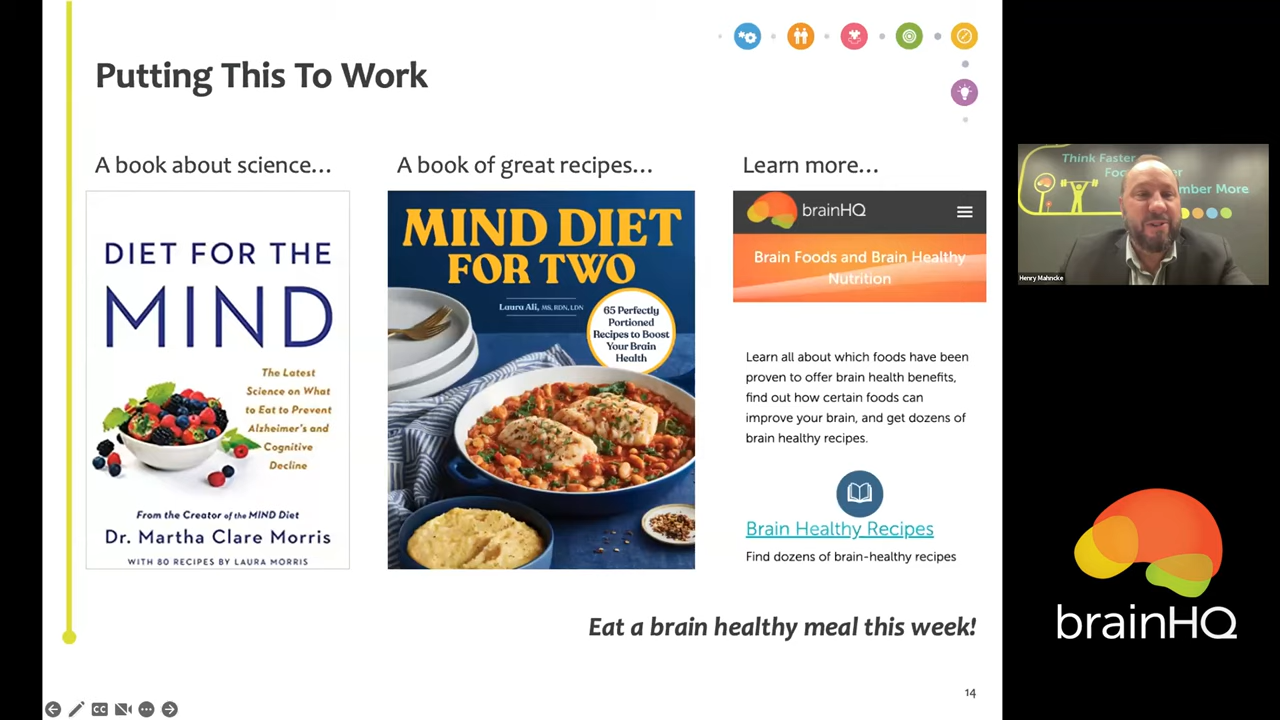 Putting This To Work
A book about science...
DIET FOR THE
MIND
The Latest
Science on What
to Eat to Prevent
Alzheimer's and
Cognitive
Decline
From the Creator of the MIND Diet
Dr. Martha Clare Morris
WITH 80 RECIPES BY LAURA MORRIS
A book of great recipes...
MIND DIET
FOR TWO
Laura Ali, MS, RDN, LDN
65 Perfectly
Portioned
Recipes to Boost
Your Brain
Health
Learn more...
brainHQ
Brain Foods and Brain Healthy
Nutrition
Learn all about which foods have been
proven to offer brain health benefits,
find out how certain foods can
improve your brain, and get dozens of
brain healthy recipes.
Brain Healthy Recipes
Find dozens of brain-healthy recipes
Eat a brain healthy meal this week!
14
CC
Think Faster
More
Henry Mahncke
brainHQ